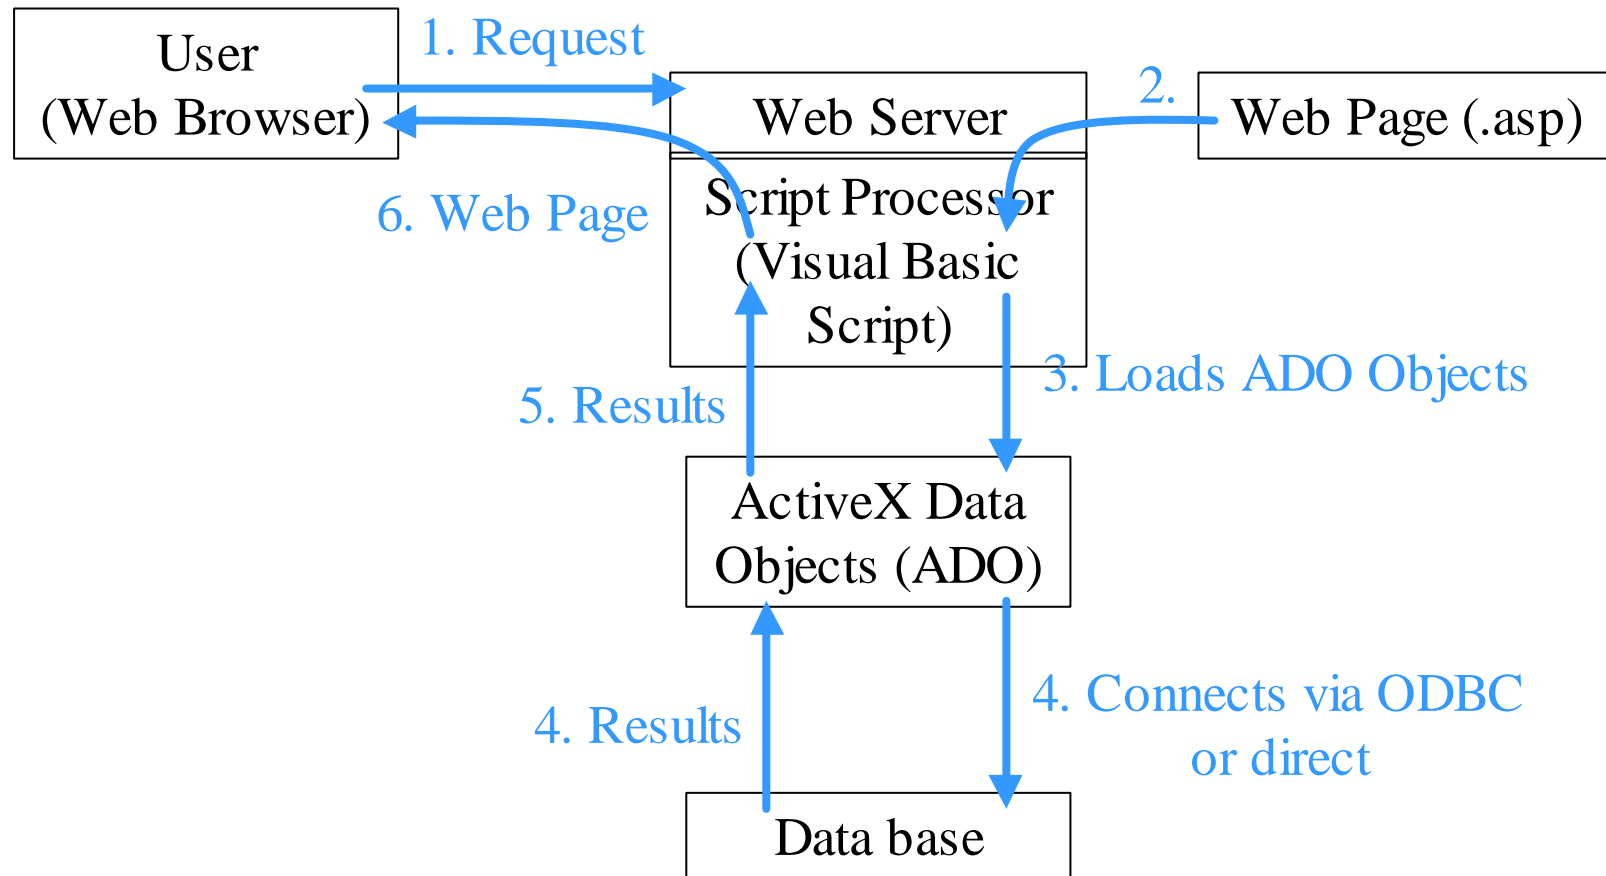 User
(Web Browser)
1. Request
Web Server
2.
Web Page (.asp)
6. Web Page
Script Processor
(Visual Basic
Script)
3. Loads ADO Objects
5. Results
ActiveX Data
Objects (ADO)
4. Results
4. Connects via ODBC
or direct
Data base